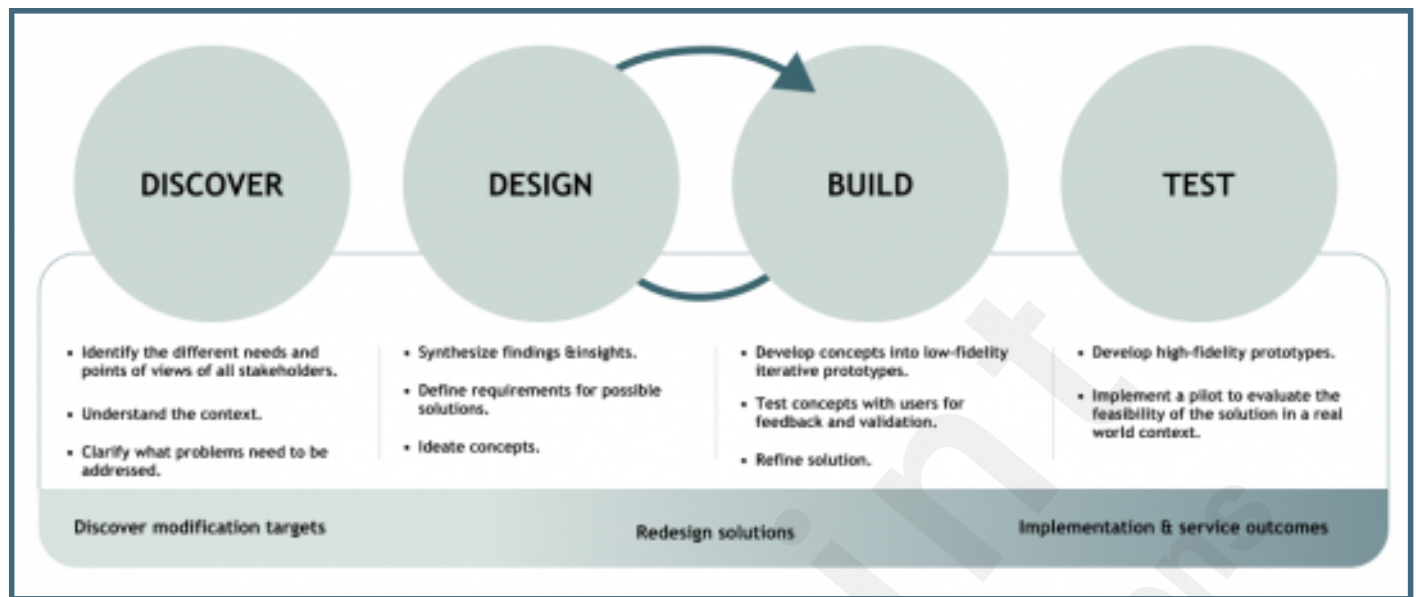 DISCOVER
DESIGN
BUILD
TEST
▪ Identify the different needs and
points of views of all stakeholders.
▪ Understand the context.
▪ Clarify what problems need to be
addressed.
▪ Synthesize findings &insights.
▪ Define requirements for possible
solutions.
▪ Ideate concepts.
▪ Develop concepts into low-fidelity
iterative prototypes.
▪ Test concepts with users for
feedback and validation.
▪ Refine solution.
▪ Develop high-fidelity prototypes.
▪ Implement a pilot to evaluate the
feasibility of the solution in a real
world context.
Discover modification targets
Redesign solutions
Implementation & service outcomes
int
ens